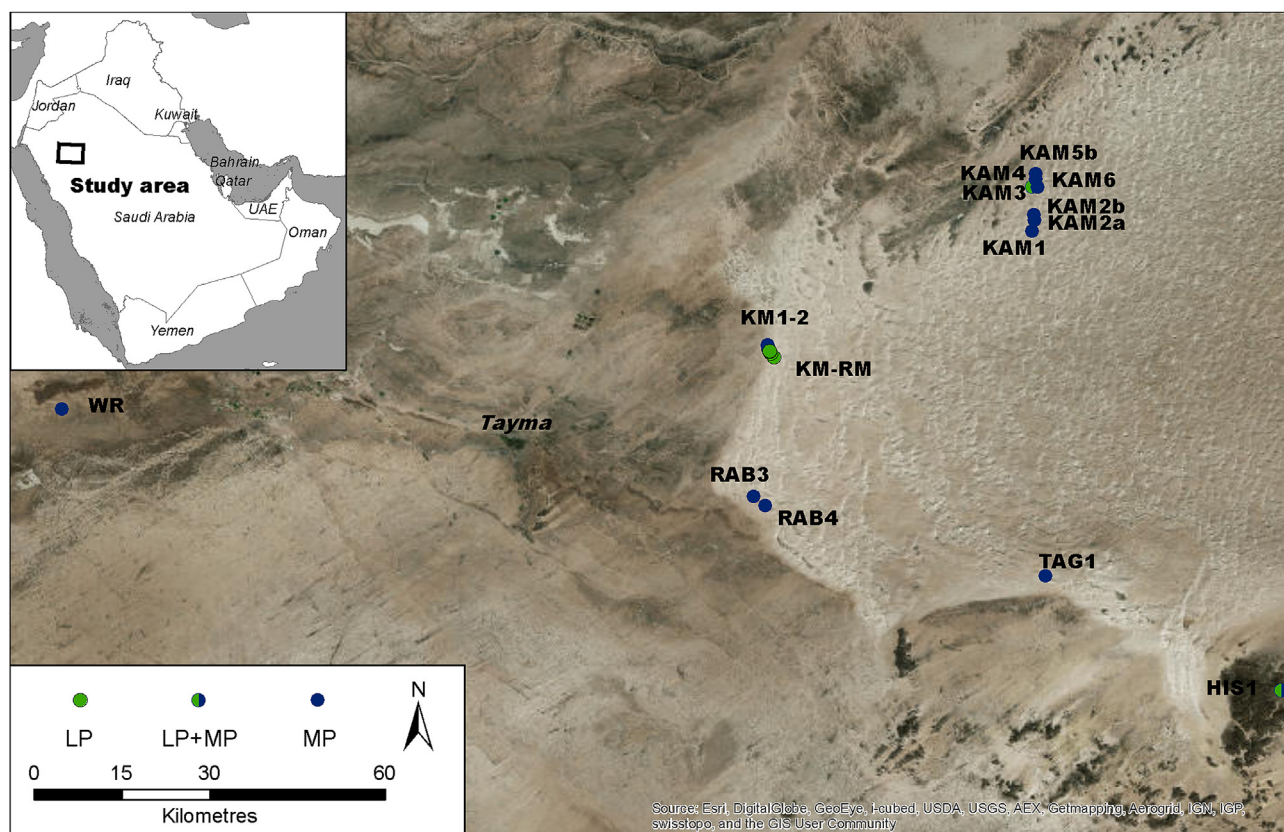 Iraq
Jordan
Kuwait
Bahrain
Qatar
Study area
UAE
Saudi Arabia
Oman
Yemen
KAM5b
KAM4
KAM6
KAM3
KAM2b
KAM2a
KAM1
KM1-2
KM-RM
WR
Tayma
RAB3
RAB4
TAG1
HIS1
N
LP
LP+MP
MP
0 15 30 60
Kilometres
Source: Esri, DigitalGlobe, GeoEye, i-cubed, USDA, USGS, AEX, Getmapping, Aerogrid, IGN, IGP,
swisstopo, and the GIS User Community